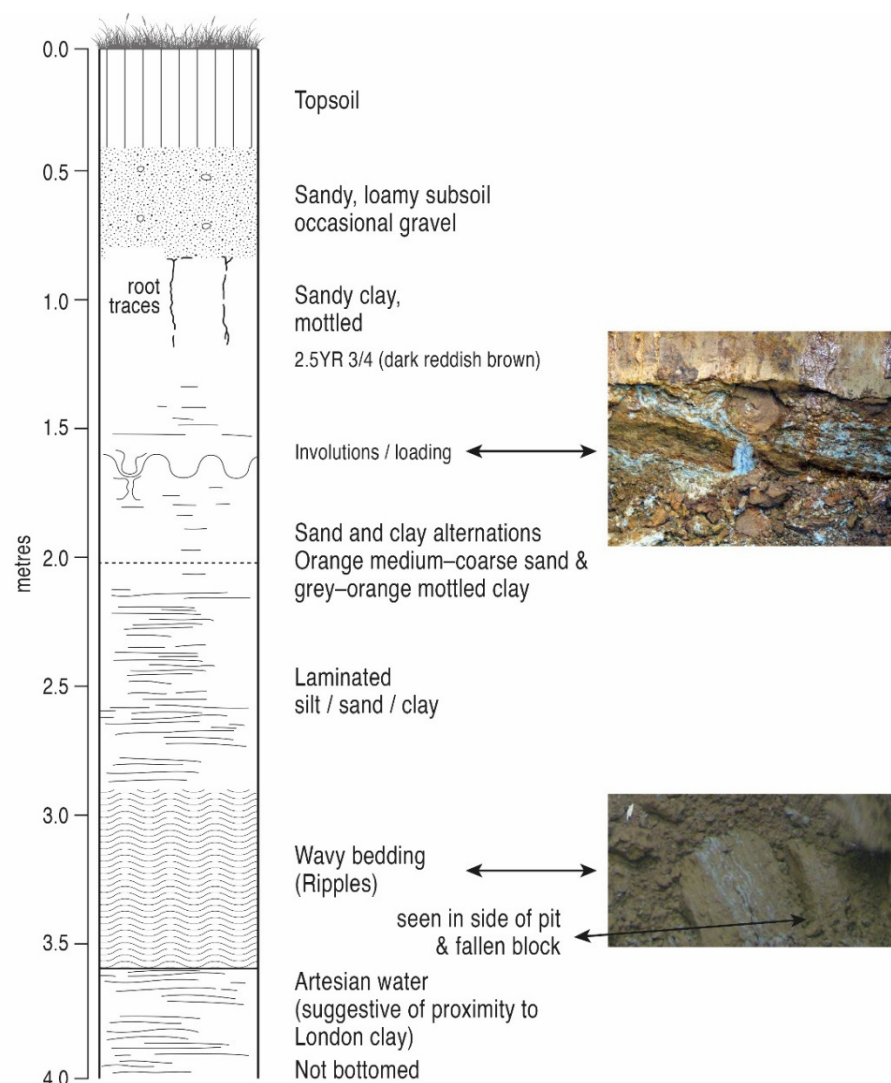 0.0
Topsoil
0.5
Sandy, loamy subsoil
occasional gravel
root
traces
1.0
Sandy clay,
mottled
2.5YR 3/4 (dark reddish brown)
1.5
Involutions / loading
metres
2.0
Sand and clay alternations
Orange medium–coarse sand &
grey–orange mottled clay
2.5
Laminated
silt / sand / clay
3.0
Wavy bedding
(Ripples)
seen in side of pit
& fallen block
3.5
Artesian water
(suggestive of proximity to
London clay)
Not bottomed
4.0